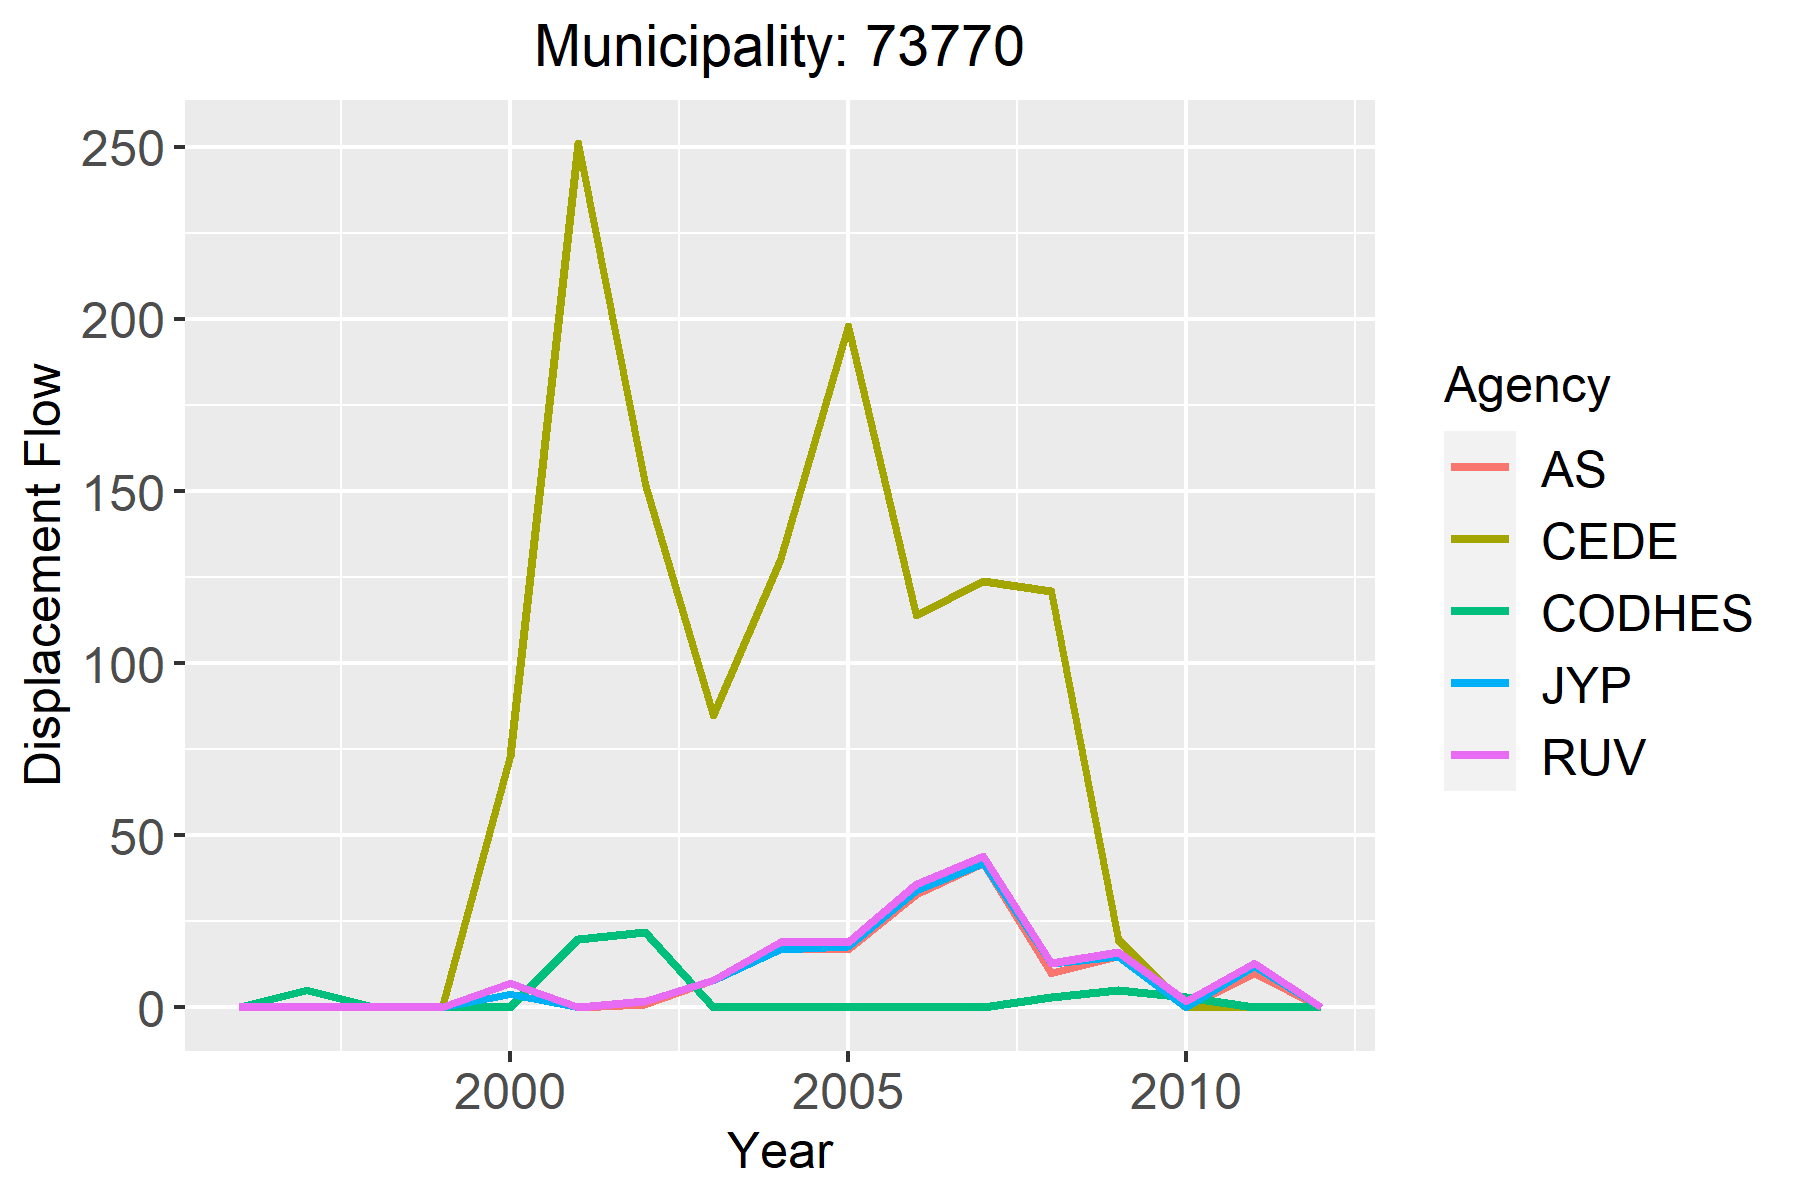 Municipality: 73770
250
200
150
100
50
0
Displacement Flow
2000 2005 2010
Year
Agency
AS
CEDE
CODHES
JYP
RUV